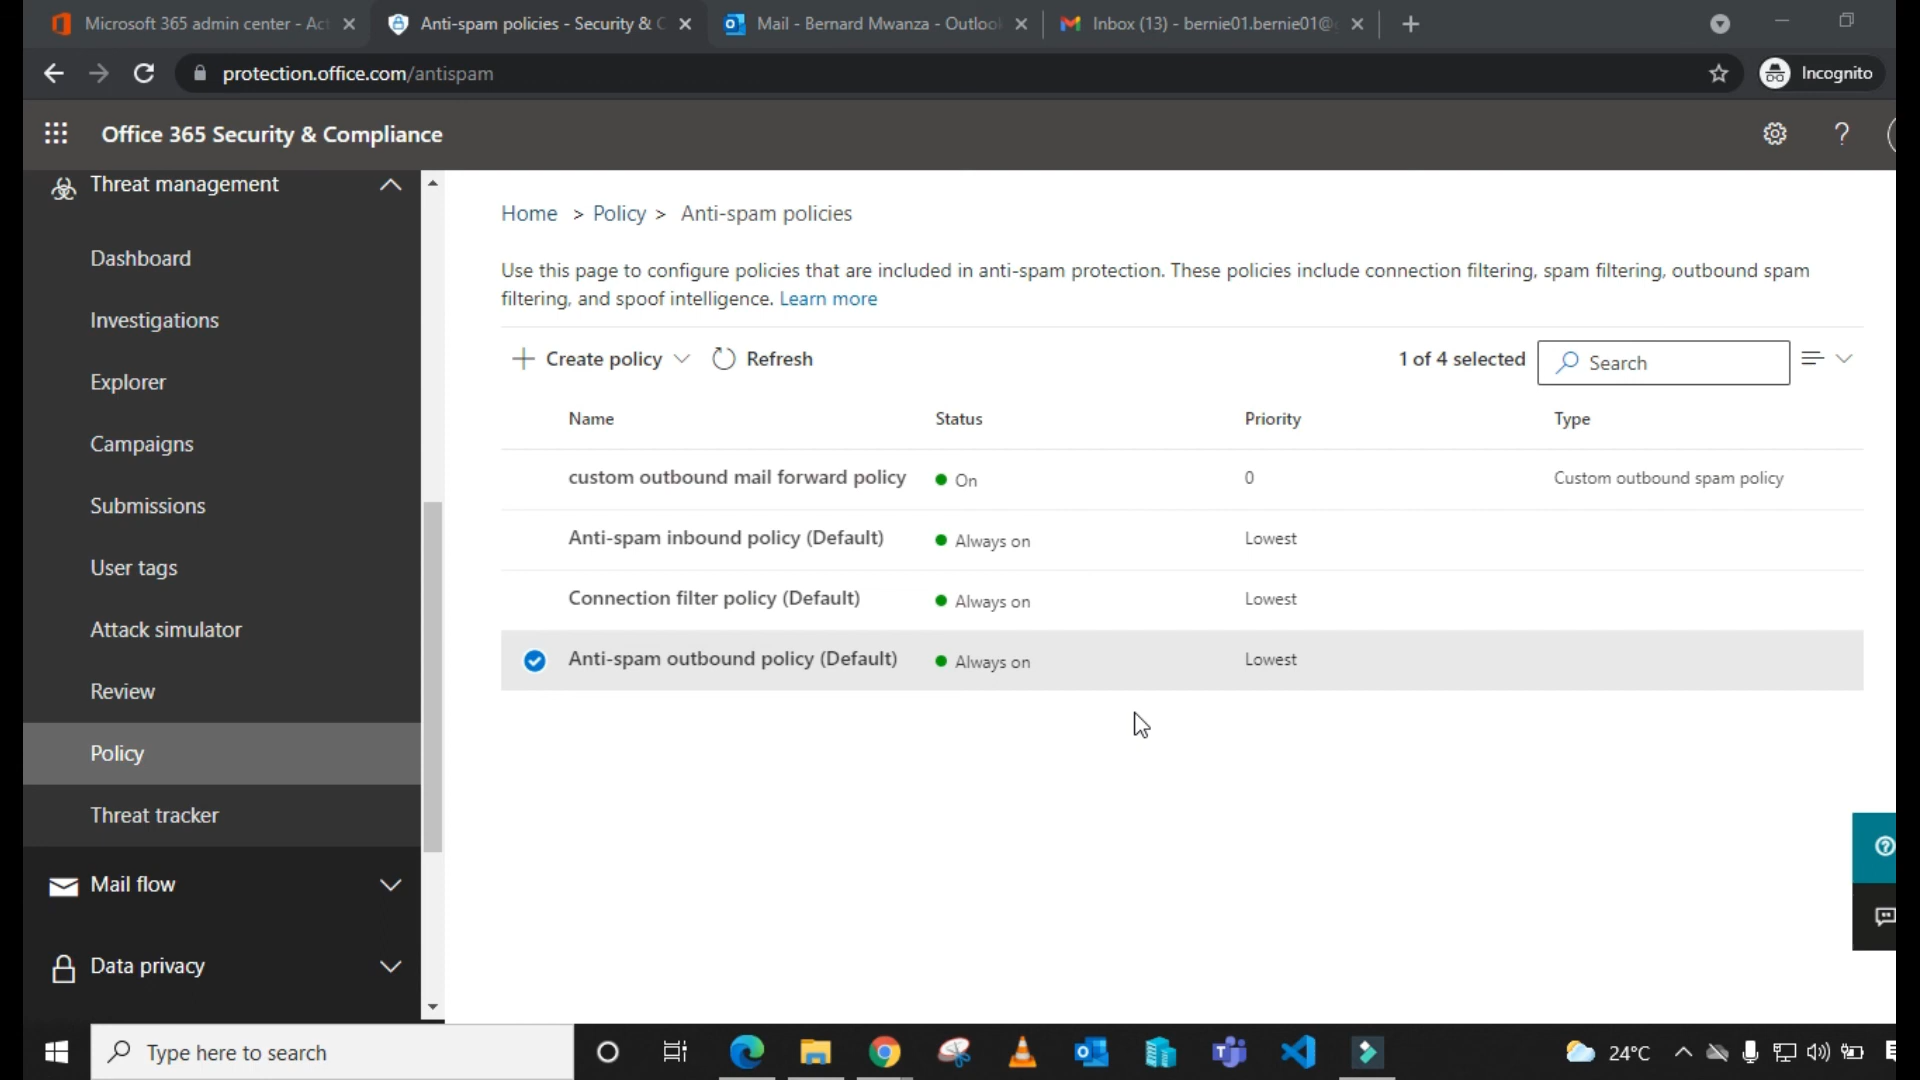 Microsoft 365 admin center - Act
Anti-spam policies - Security & C
Mail - Bernard Mwanza - Outlook
Inbox (13) - bernie01.bernie01@g
protection.office.com/antispam
Incognito
Office 365 Security & Compliance
?
Threat management
Dashboard
Investigations
Explorer
Campaigns
Submissions
User tags
Attack simulator
Review
Policy
Threat tracker
Mail flow
Data privacy
Home > Policy > Anti-spam policies
Use this page to configure policies that are included in anti-spam protection. These policies include connection filtering, spam filtering, outbound spam
filtering, and spoof intelligence. Learn more
Create policy Refresh 1 of 4 selected Search
Name Status Priority Type
custom outbound mail forward policy On 0 Custom outbound spam policy
Anti-spam inbound policy (Default) Always on Lowest
Connection filter policy (Default) Always on Lowest
Anti-spam outbound policy (Default) Always on Lowest
Type here to search
24°C